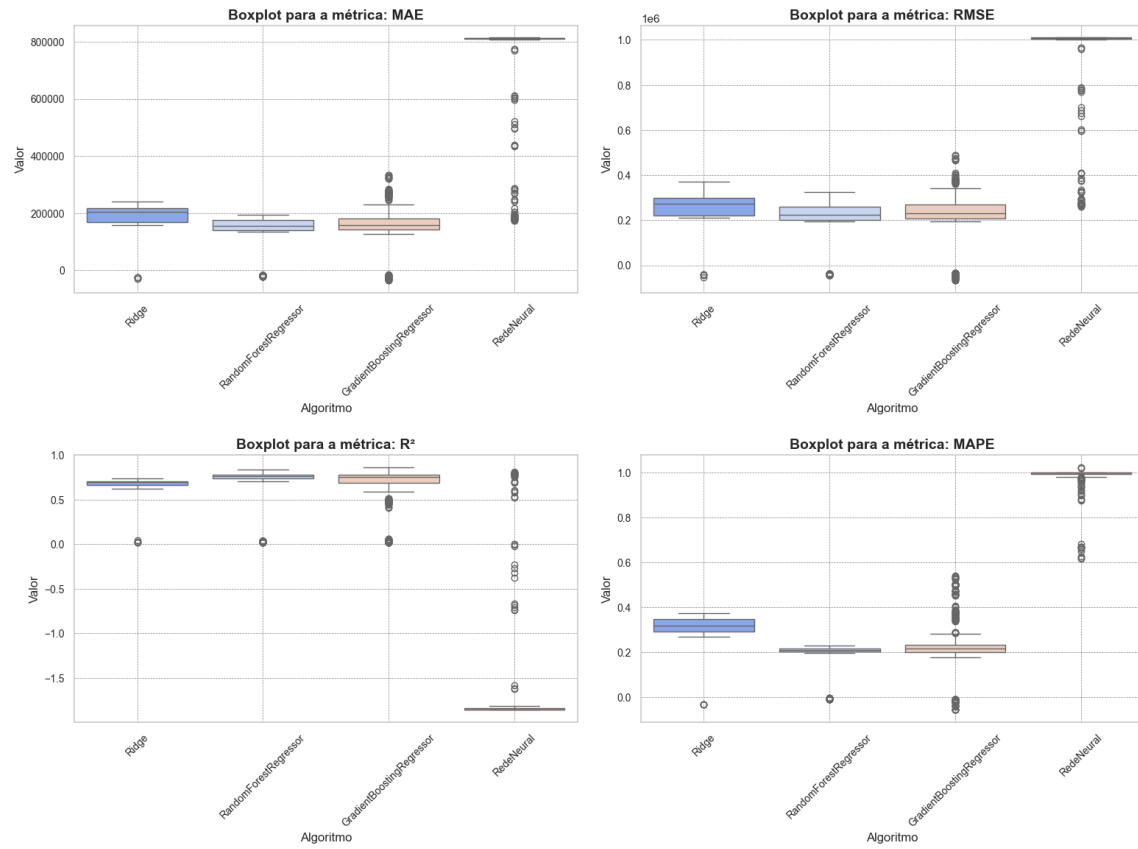 Boxplot para a métrica: MAE
Valor
800000
600000
400000
200000
0
Ridge
RandomForestRegressor
GradientBoostingRegressor
RedeNeural
Algoritmo
Boxplot para a métrica: RMSE
1e6
Valor
1.0
0.8
0.6
0.4
0.2
0.0
Ridge
RandomForestRegressor
GradientBoostingRegressor
RedeNeural
Algoritmo
Boxplot para a métrica: R²
Valor
1.0
0.5
0.0
−0.5
−1.0
−1.5
Ridge
RandomForestRegressor
GradientBoostingRegressor
RedeNeural
Algoritmo
Boxplot para a métrica: MAPE
Valor
1.0
0.8
0.6
0.4
0.2
0.0
Ridge
RandomForestRegressor
GradientBoostingRegressor
RedeNeural
Algoritmo